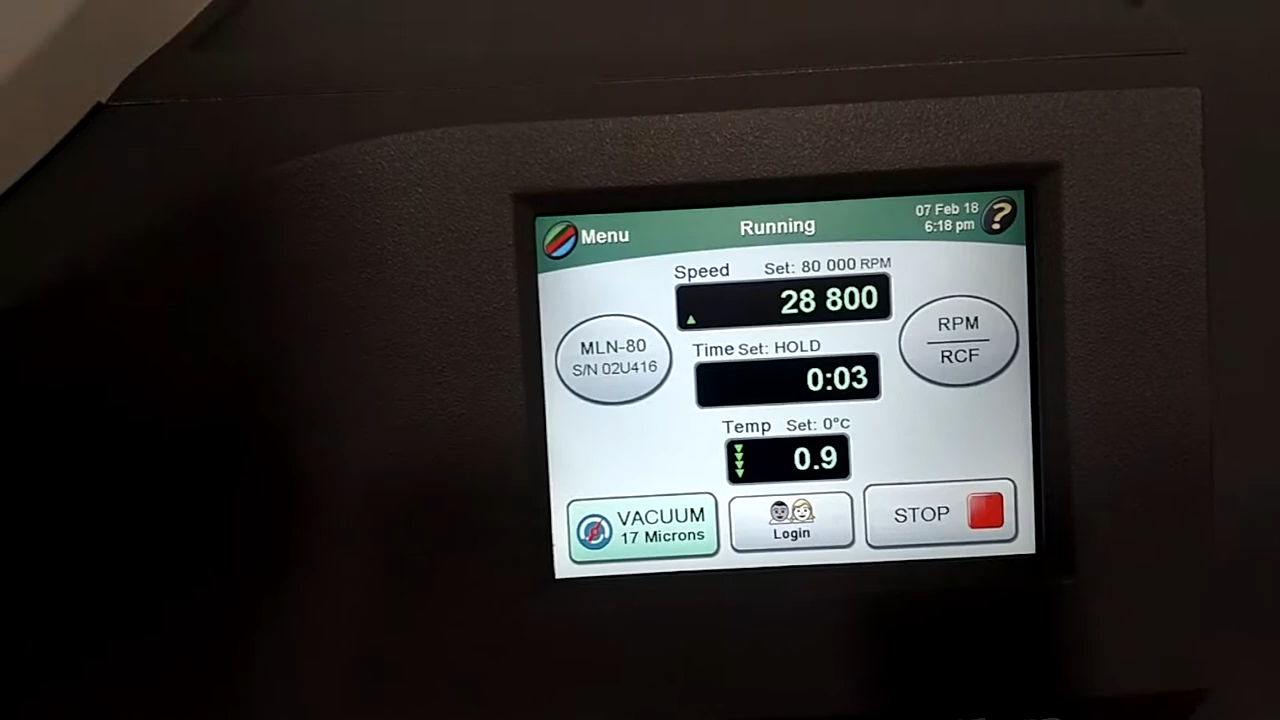 Menu
Running
07 Feb 18
6:18 pm
?
Speed Set: 80 000 RPM
28 800
MLN-80
S/N 02U416
RPM
RCF
Time Set: HOLD
0:03
Temp Set: 0°C
0.9
VACUUM
17 Microns
Login
STOP